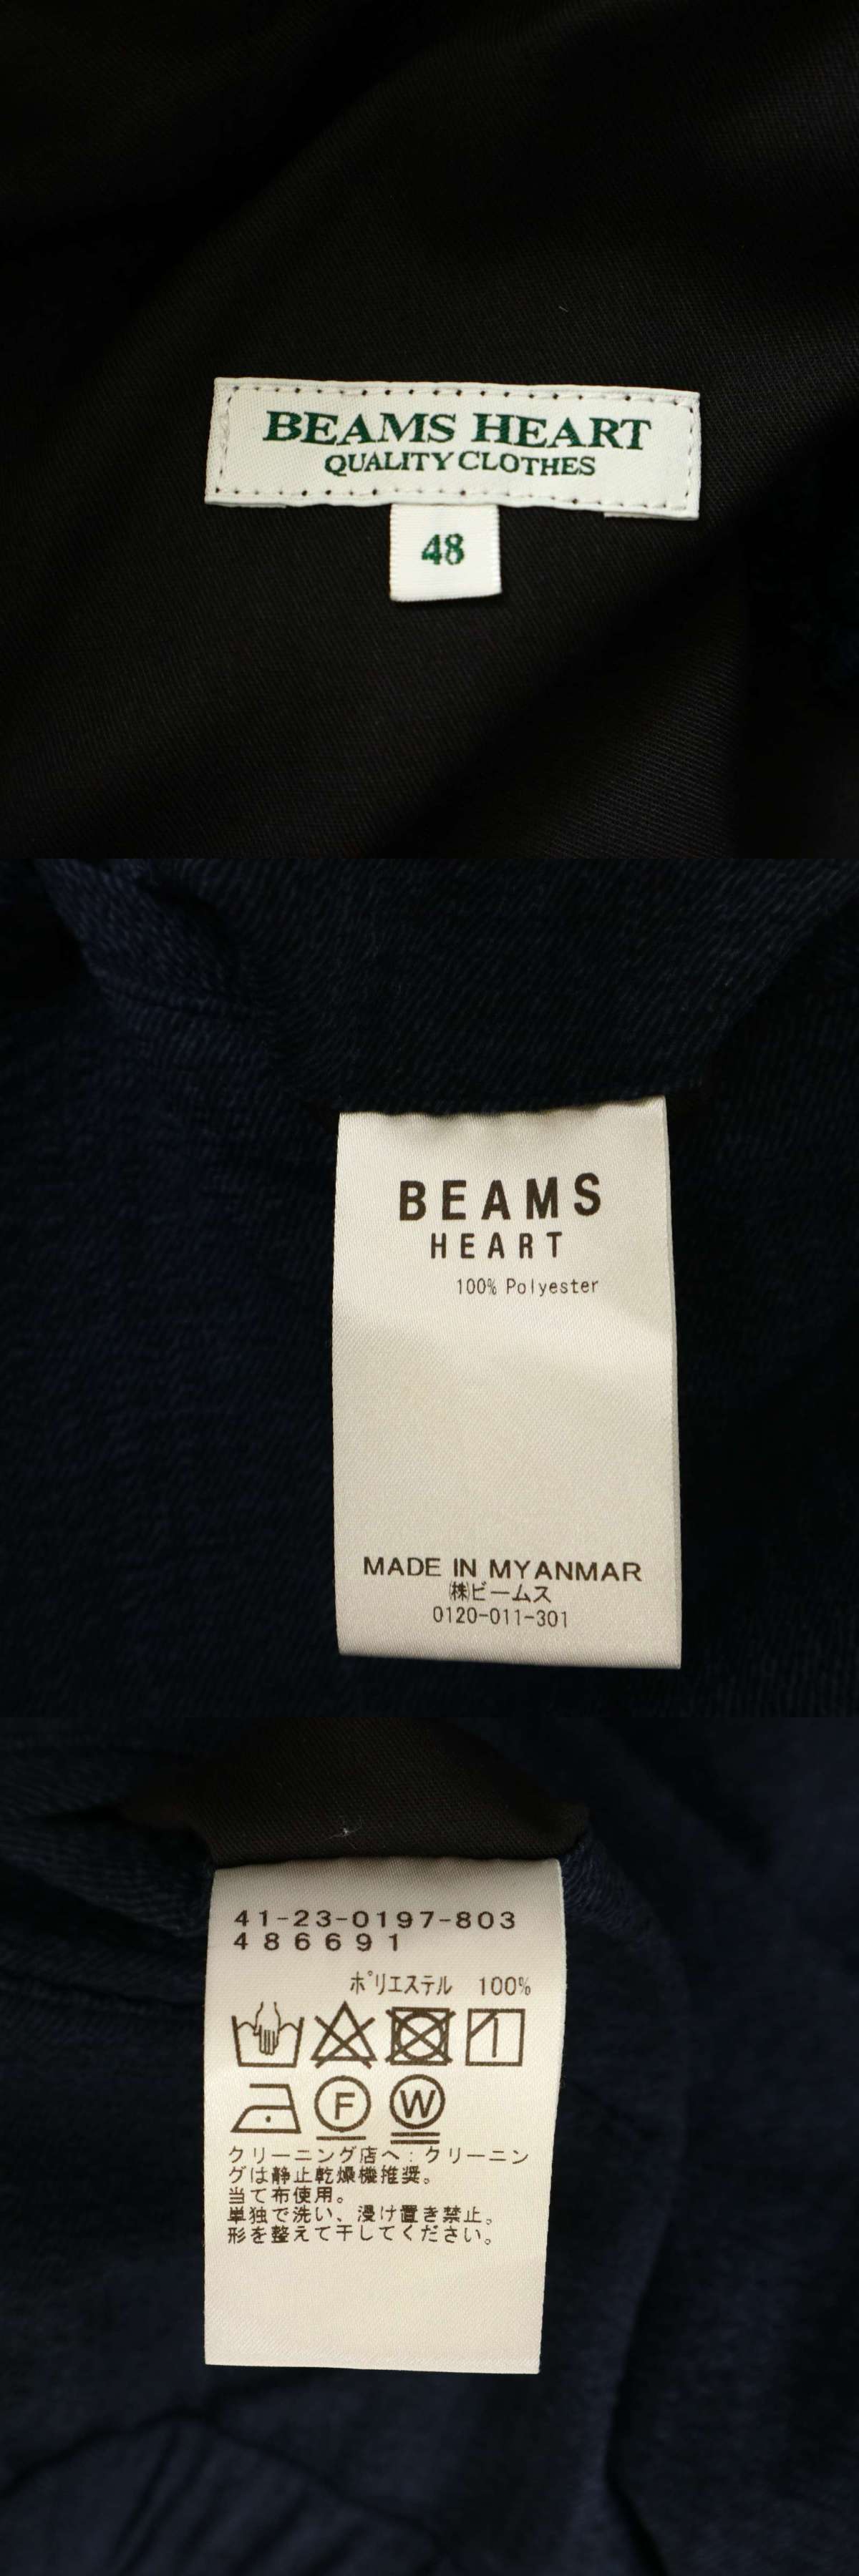 BEAMS HEART
QUALITY CLOTHES
48
BEAMS
HEART
100% Polyester
MADE IN MYANMAR
㈱ビームス
0120-011-301
41-23-0197-803
486691
ポリエステル 100%
F W
クリーニング店へ:クリーニン
グは静止乾燥機推奨。
当て布使用。
単独で洗い、浸け置き禁止。
形を整えて干してください。